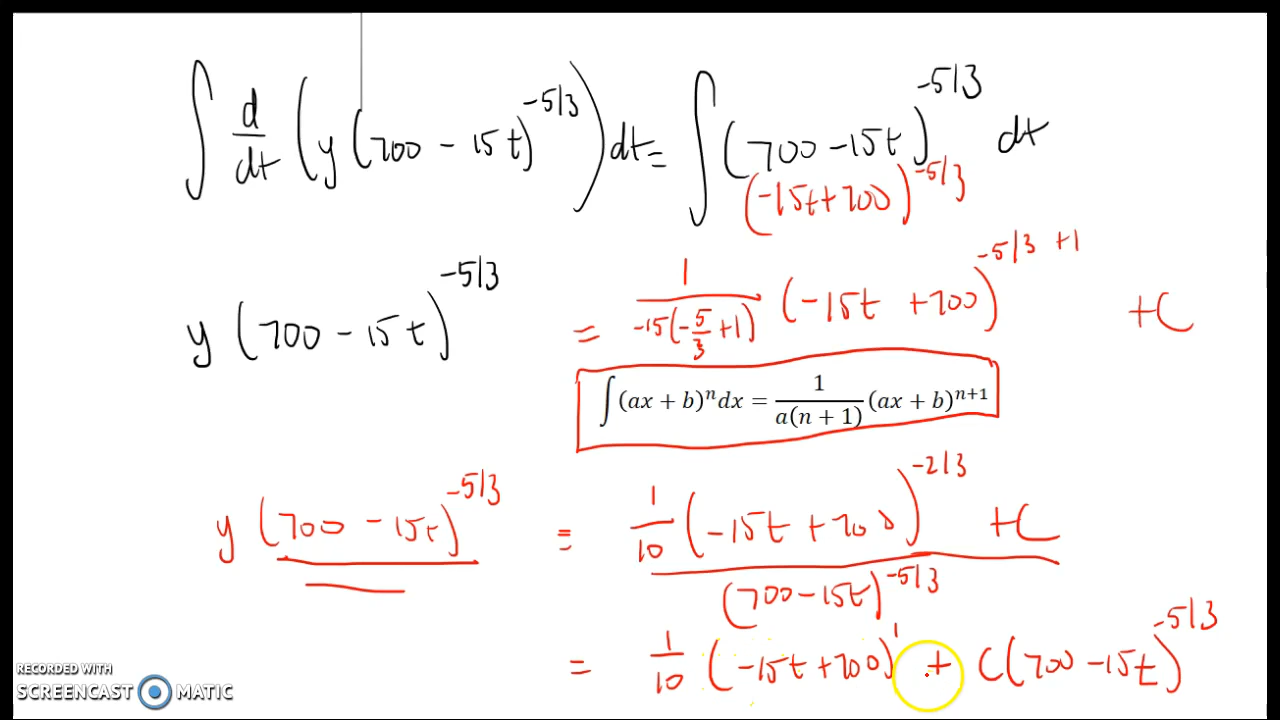 ∫ d/dt (y(700 - 15t)^-5/3) dt = ∫ (700 - 15t)^-5/3 dt
(-15t + 700)^-5/3
y (700 - 15t)^-5/3 = 1/(-15(-5/3 + 1)) (-15t + 700)^-5/3 +1 + C
∫(ax + b)^n dx = 1/(a(n + 1)) (ax + b)^n+1
y (700 - 15t)^-5/3 = 1/10 (-15t + 700)^-2/3 + C
(700 - 15t)^-5/3
= 1/10 (-15t + 700)^1 + C(700 - 15t)^-5/3
RECORDED WITH
SCREENCAST MATIC